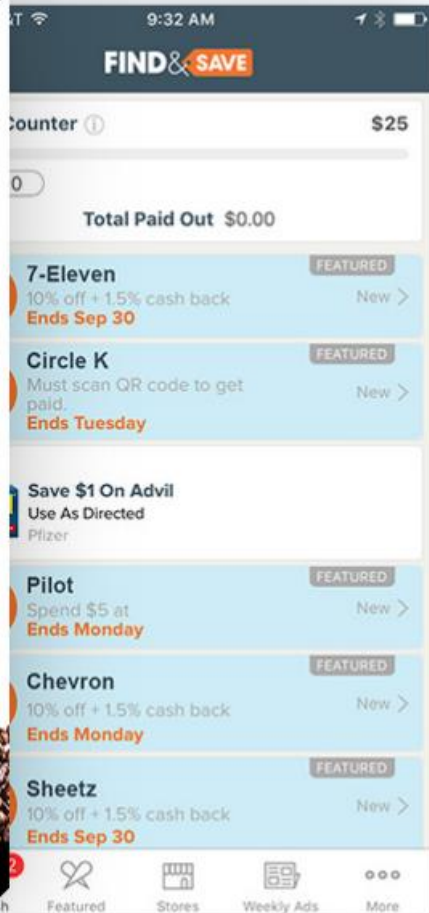 9:32 AM
FIND&SAVE
Counter
$25
0
Total Paid Out $0.00
FEATURED
7-Eleven
10% off + 1.5% cash back
New >
Ends Sep 30
FEATURED
Circle K
Must scan QR code to get
paid.
New >
Ends Tuesday
Save $1 On Advil
Use As Directed
Pfizer
FEATURED
Pilot
Spend $5 at
New >
Ends Monday
FEATURED
Chevron
10% off + 1.5% cash back
New >
Ends Monday
FEATURED
Sheetz
10% off + 1.5% cash back
New >
Ends Sep 30
2
h
Featured
Stores
Weekly Ads
More